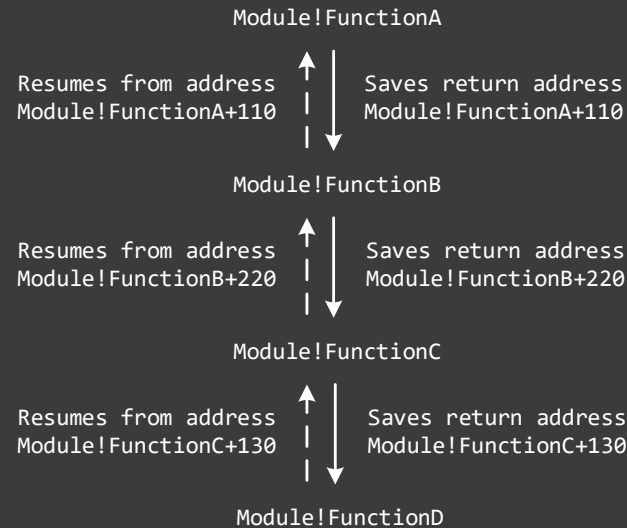 Module!FunctionA
Resumes from address
Module!FunctionA+110
Saves return address
Module!FunctionA+110
Module!FunctionB
Resumes from address
Module!FunctionB+220
Saves return address
Module!FunctionB+220
Module!FunctionC
Resumes from address
Module!FunctionC+130
Saves return address
Module!FunctionC+130
Module!FunctionD